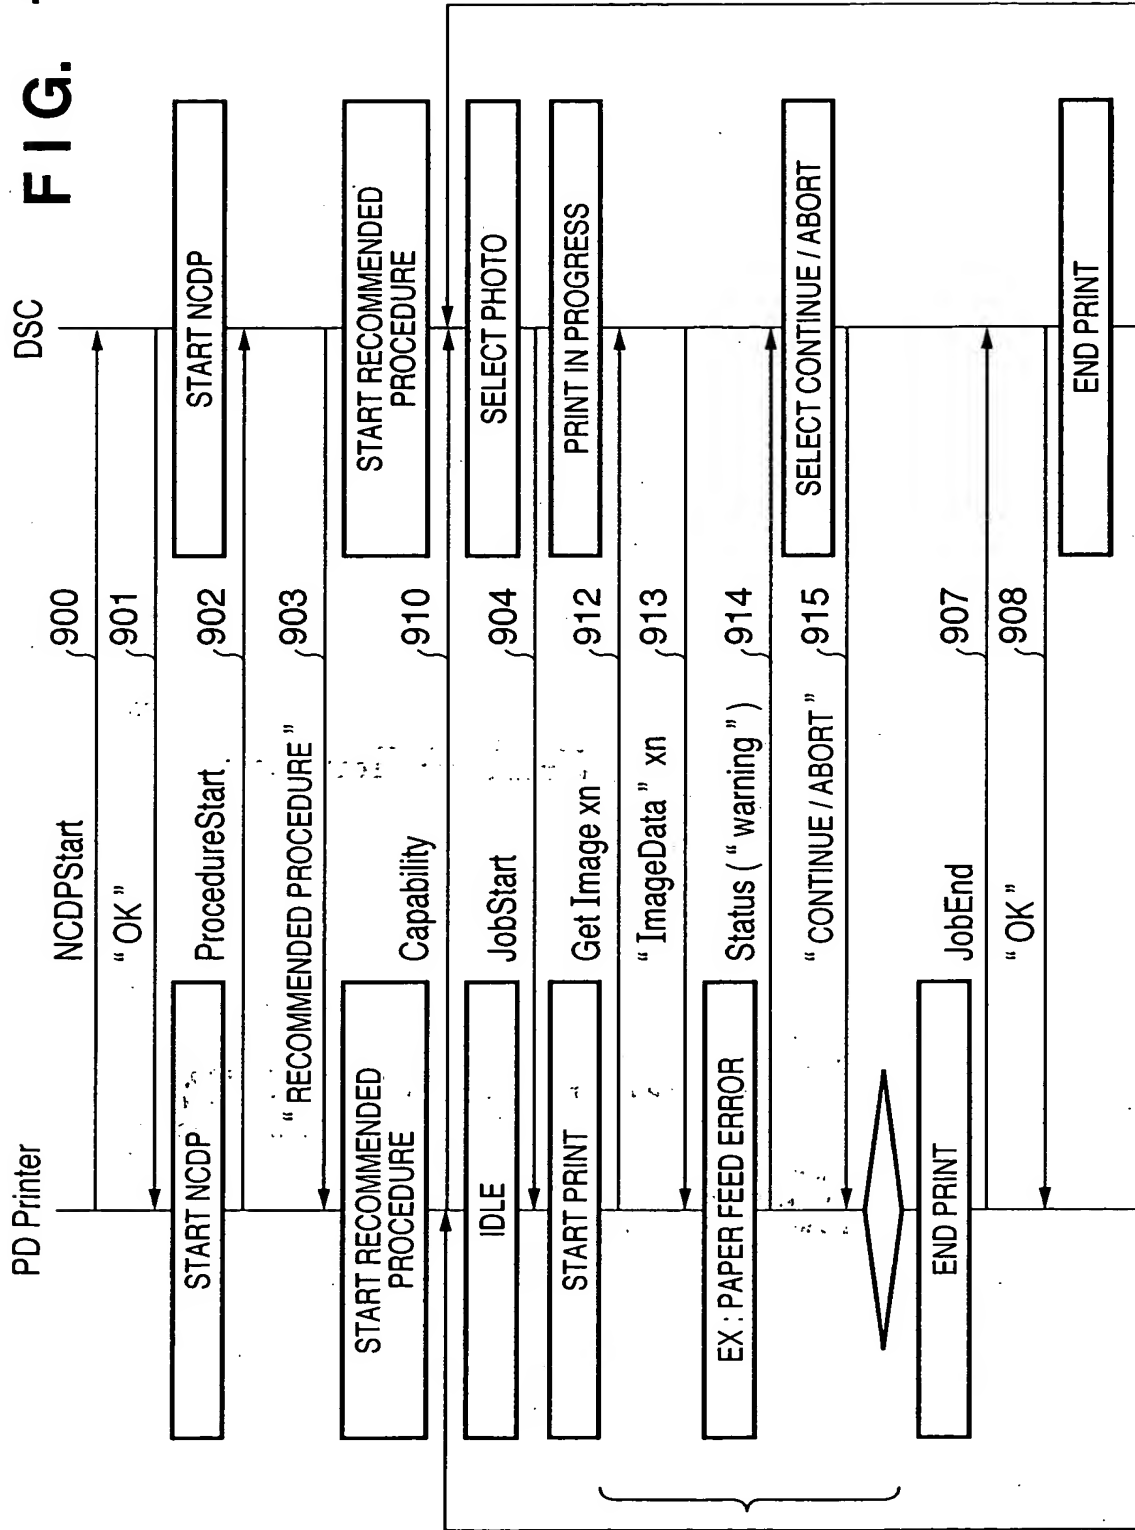 FIG.
PD Printer
DSC
NCDPStart
900
"OK"
901
START NCDP
START NCDP
ProcedureStart
902
"RECOMMENDED PROCEDURE"
903
START RECOMMENDED
PROCEDURE
START RECOMMENDED
PROCEDURE
Capability
910
IDLE
SELECT PHOTO
JobStart
904
START PRINT
PRINT IN PROGRESS
Get Image xn
912
"ImageData" xn
913
EX : PAPER FEED ERROR
Status ("warning")
914
SELECT CONTINUE / ABORT
"CONTINUE / ABORT"
915
END PRINT
JobEnd
907
"OK"
908
END PRINT